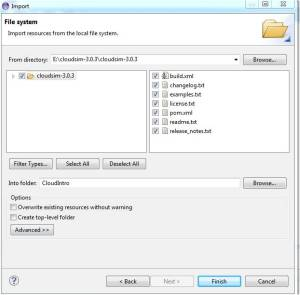 Import
File system
Import resources from the local file system.
From directory: E:\cloudsim-3.0.3\cloudsim-3.0.3
Browse...
cloudsim-3.0.3
build.xml
changelog.txt
examples.txt
license.txt
pom.xml
readme.txt
release_notes.txt
Filter Types...
Select All
Deselect All
Into folder: CloudIntro
Browse...
Options
Overwrite existing resources without warning
Create top-level folder
Advanced >>
< Back
Next >
Finish
Cancel